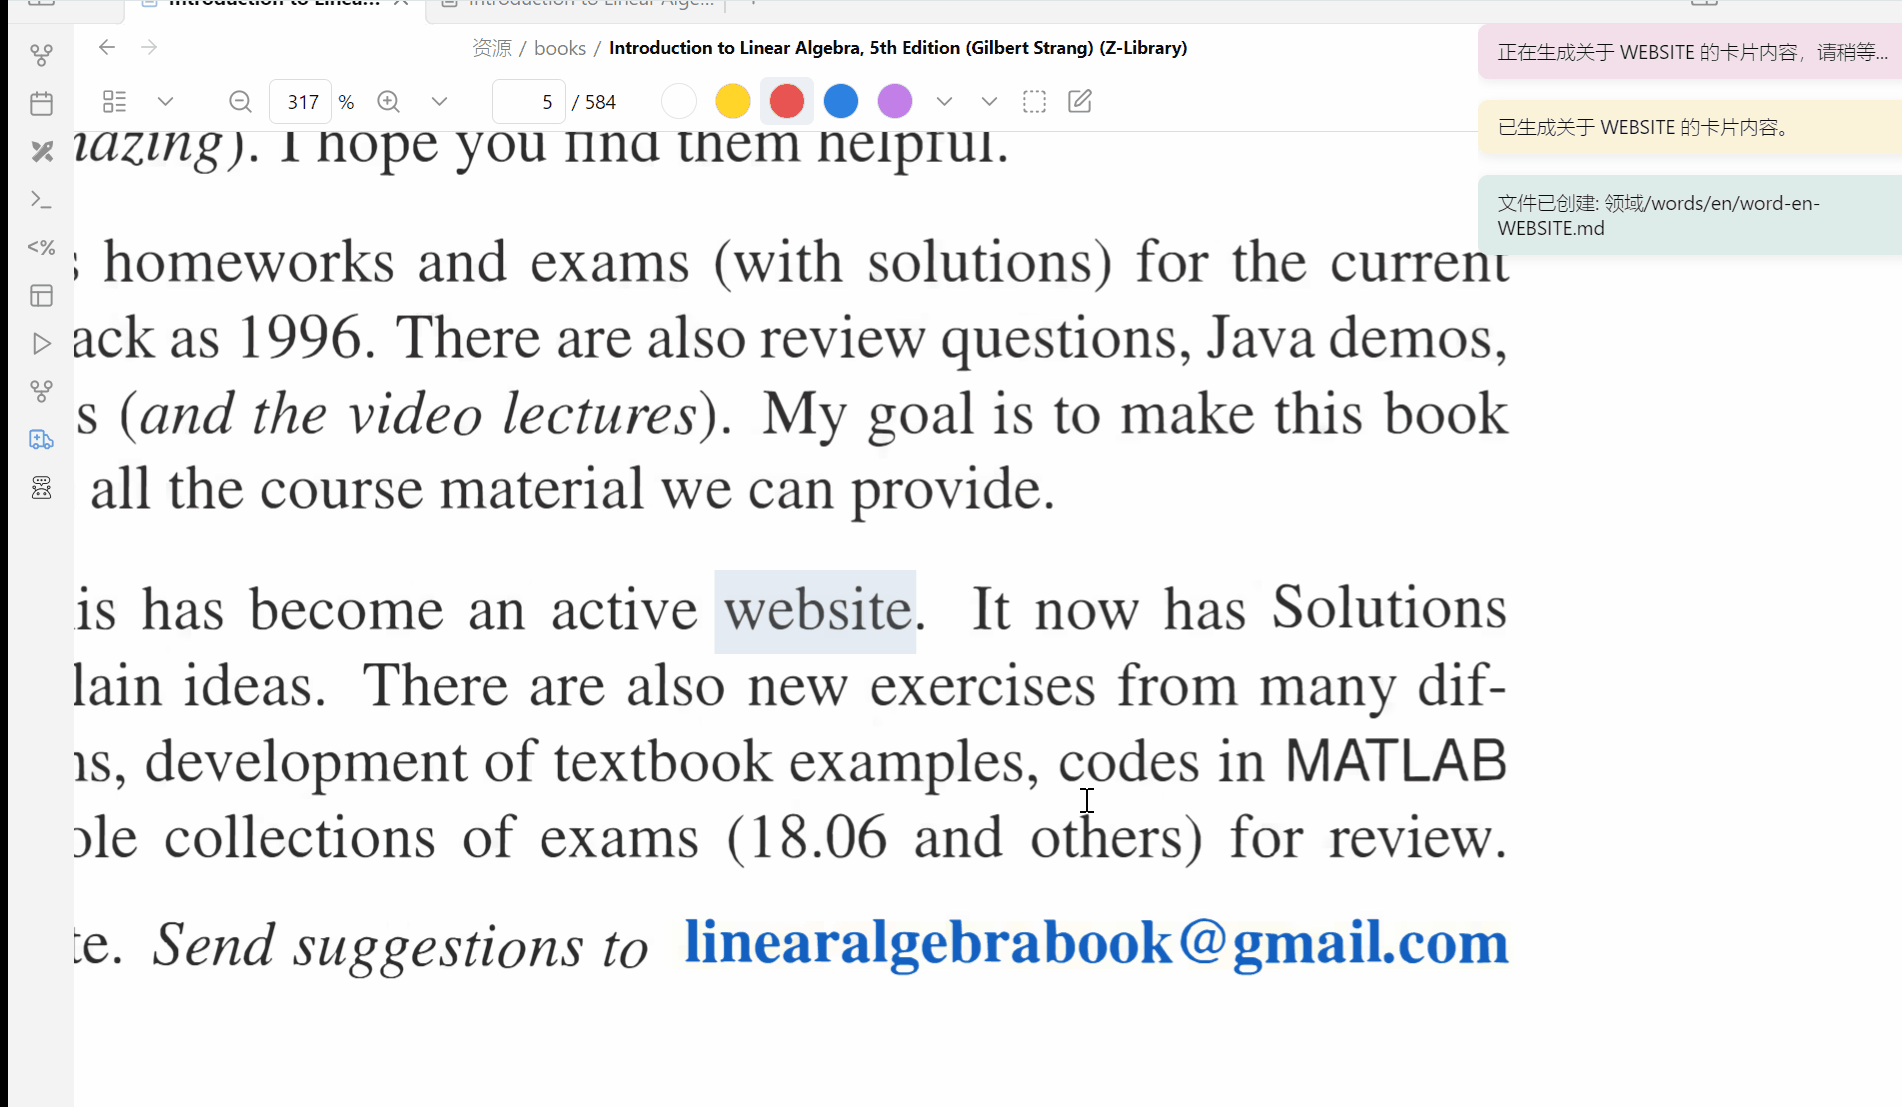 Introduction to Linea...
Introduction to Linear Alge...
资源 / books / Introduction to Linear Algebra, 5th Edition (Gilbert Strang) (Z-Library)
317 %
5 / 584
正在生成关于 WEBSITE 的卡片内容，请稍等...
已生成关于 WEBSITE 的卡片内容。
文件已创建: 领域/words/en/word-en-
WEBSITE.md
). I hope you find them helpful.
homeworks and exams (with solutions) for the current
as 1996. There are also review questions, Java demos,
(and the video lectures). My goal is to make this book
all the course material we can provide.
is has become an active website. It now has Solutions
ideas. There are also new exercises from many dif-
development of textbook examples, codes in MATLAB
collections of exams (18.06 and others) for review.
Send suggestions to linearalgebrabook@gmail.com